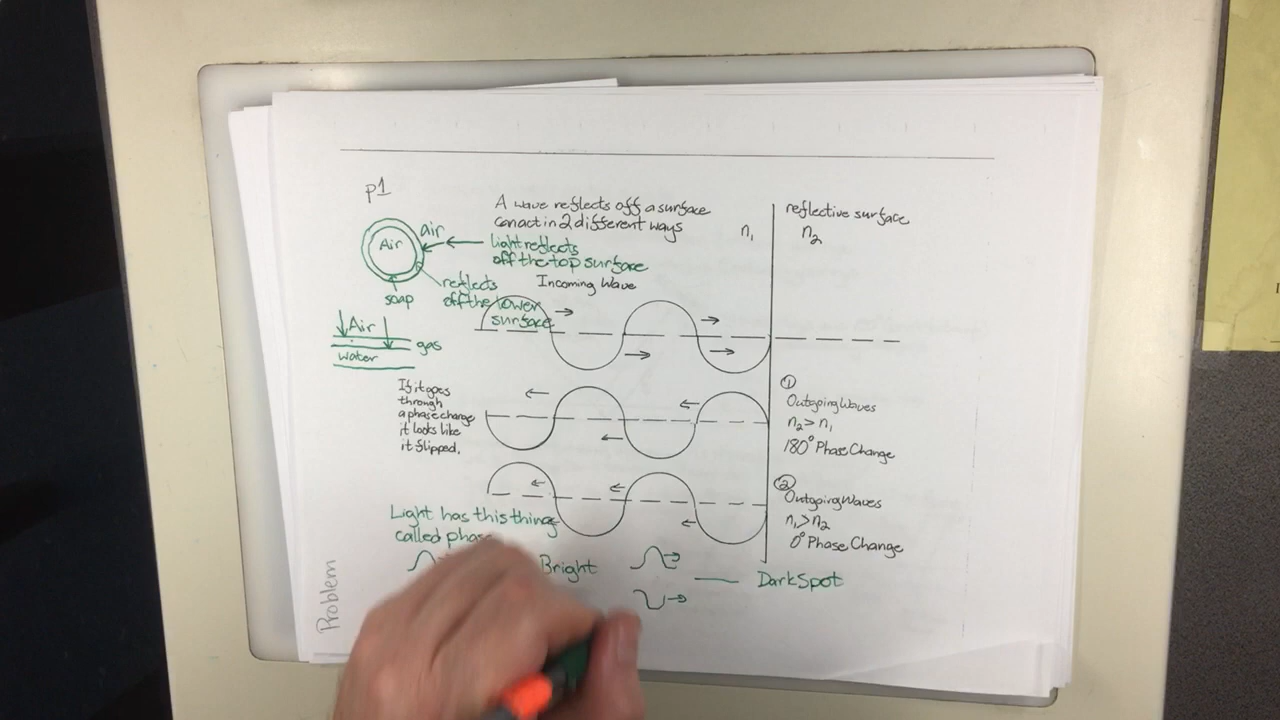 p1
A wave reflects off a surface
can act in 2 different ways
n1
reflective surface
n2
Air
air
Light reflects
off the top surface
reflects
off the lower
surface
soap
Incoming Wave
Air
gas
water
If it goes
through
a phase change
it looks like
it flipped.
1
Outgoing Waves
n2 > n1
180° Phase Change
2
Outgoing Waves
n1 > n2
0° Phase Change
Light has this thing
called phase
Bright
Dark Spot
Problem